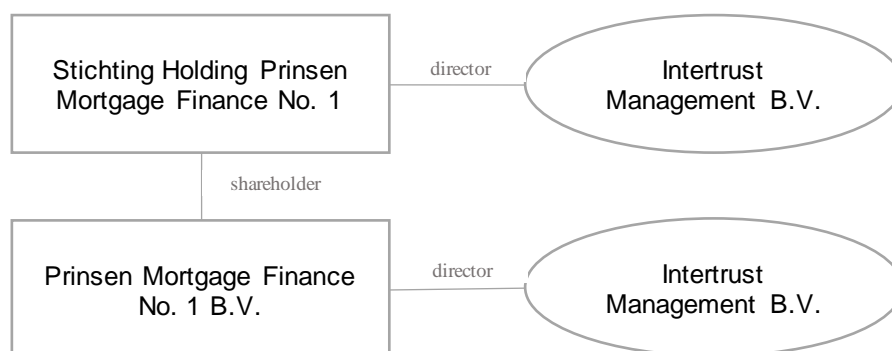 Stichting Holding Prinsen
Mortgage Finance No. 1
director
Intertrust
Management B.V.
shareholder
Prinsen Mortgage Finance
No. 1 B.V.
director
Intertrust
Management B.V.